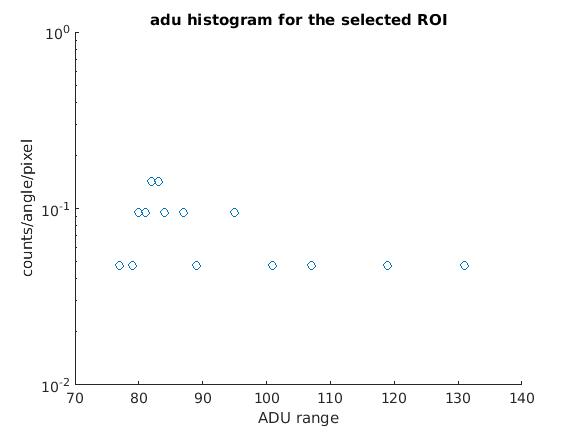 adu histogram for the selected ROI
10^0
10^-1
10^-2
counts/angle/pixel
70 80 90 100 110 120 130 140
ADU range